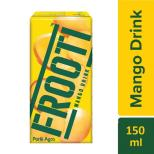 FROOTI
MANGO DRINK
Parle Agro
Mango Drink
150
ml